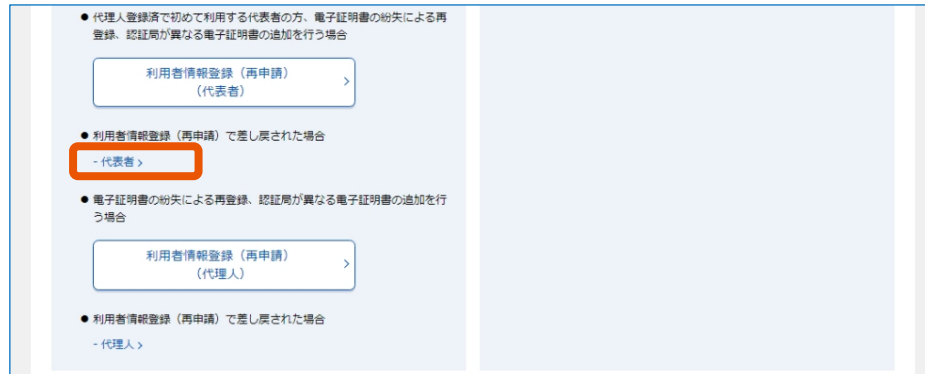 ● 代理人登録済で初めて利用する代表者の方、電子証明書の紛失による再
登録、認証局が異なる電子証明書の追加を行う場合
利用者情報登録（再申請）
（代表者） >
● 利用者情報登録（再申請）で差し戻された場合
- 代表者 >
● 電子証明書の紛失による再登録、認証局が異なる電子証明書の追加を行
う場合
利用者情報登録（再申請）
（代理人） >
● 利用者情報登録（再申請）で差し戻された場合
- 代理人 >